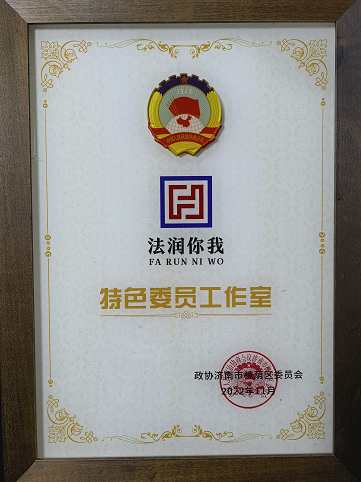 1949
法润你我
FA RUN NI WO
特色委员工作室
政协济南市槐荫区委员会
2022年11月